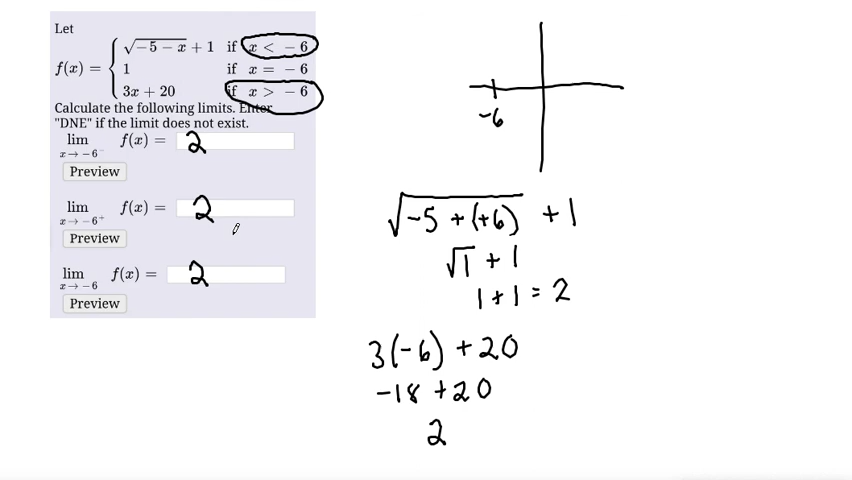 Let
√−5 − x + 1 if x < − 6
f(x) = { 1 if x = − 6
3x + 20 if x > − 6
Calculate the following limits. Enter
"DNE" if the limit does not exist.
lim x→−6⁻ f(x) = 2
Preview
lim x→−6⁺ f(x) = 2
Preview
lim x→−6 f(x) = 2
Preview
-6
√-5 + (+6) + 1
√1 + 1
1 + 1 = 2
3(-6) + 20
-18 + 20
2